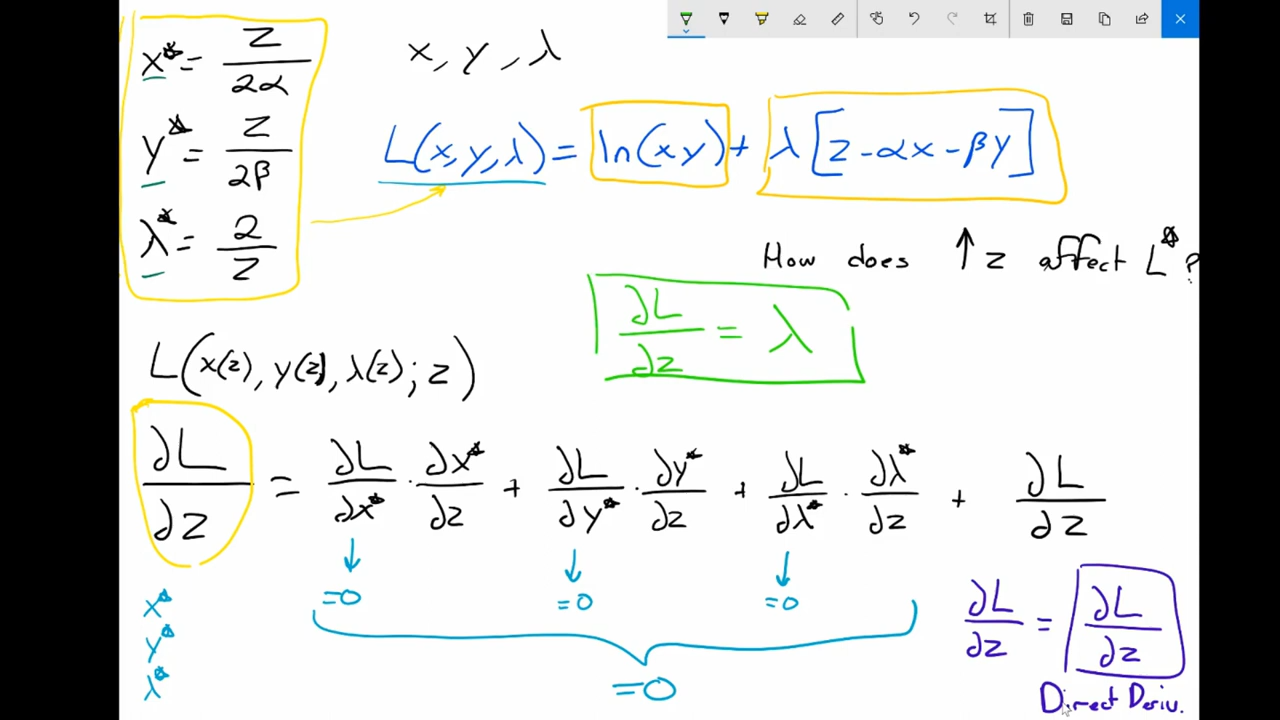 x* = z / 2α
x, y, λ
y* = z / 2β
L(x,y,λ) = ln(xy) + λ[z - αx - βy]
λ* = 2 / z
How does ↑ z affect L*?
∂L/∂z = λ
L(x(z), y(z), λ(z); z)
∂L/∂z = ∂L/∂x* · ∂x*/∂z + ∂L/∂y* · ∂y*/∂z + ∂L/∂λ* · ∂λ*/∂z + ∂L/∂z
=0 =0 =0
x*
y*
λ*
=0
∂L/∂z = ∂L/∂z
Direct Deriv.